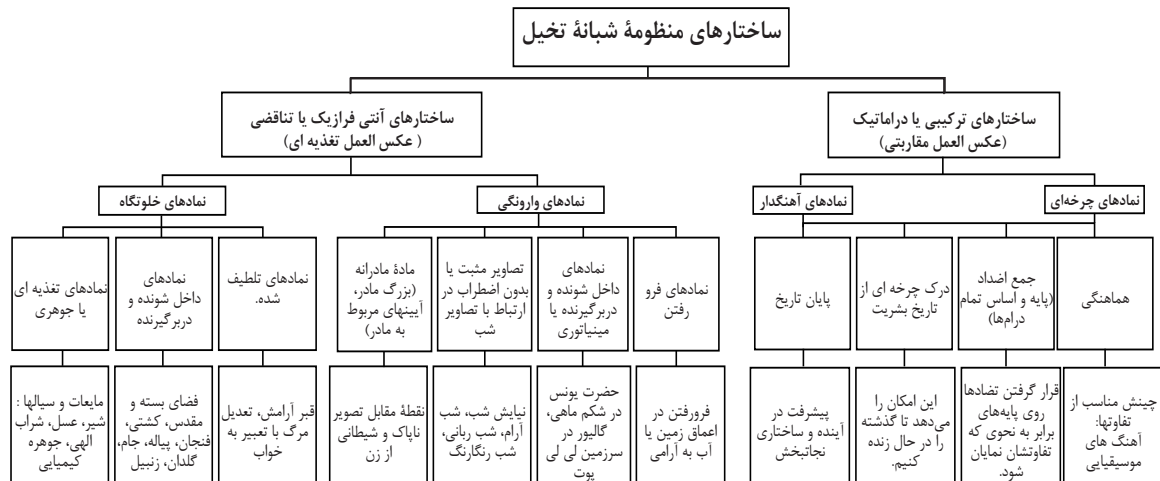 ساختارهای منظومهٔ شبانهٔ تخیل
ساختارهای ترکیبی یا دراماتیک
(عکس العمل مقاربتی)
ساختارهای آنتی فرازیک یا تناقضی
( عکس العمل تغذیه ای)
نمادهای چرخه‌ای
نمادهای آهنگدار
نمادهای وارونگی
نمادهای خلوتگاه
هماهنگی
جمع اضداد
(پایه و اساس تمام
درام‌ها)
درک چرخه ای از
تاریخ بشریت
پایان تاریخ
نمادهای فرو
رفتن
نمادهای
داخل شونده و
دربرگیرنده یا
مینیاتوری
تصاویر مثبت یا
بدون اضطراب در
ارتباط با تصاویر
شب
مادهٔ مادرانه
(بزرگ مادر،
آیینهای مربوط
به مادر)
نمادهای تلطیف
شده.
نمادهای
داخل شونده و
دربرگیرنده
نمادهای تغذیه ای
یا جوهری
چینش مناسب از
تفاوتها:
آهنگ های
موسیقیایی
قرار گرفتن تضادها
روی پایه‌های
برابر به نحوی که
تفاوتشان نمایان
شود.
این امکان را
می‌دهد تا گذشته
را در حال زنده
کنیم.
پیشرفت در
آینده و ساختاری
نجاتبخش
فرورفتن در
اعماق زمین یا
آب به آرامی
حضرت یونس
در شکم ماهی،
گالیور در
سرزمین لی لی
پوت
نیایش شب، شب
آرام، شب ربانی،
شب رنگارنگ
نقطهٔ مقابل تصویر
ناپاک و شیطانی
از زن
قبر آرامش، تعدیل
مرگ با تعبیر به
خواب
فضای بسته و
مقدس، کشتی،
فنجان، پیاله، جام،
گلدان، زنبیل
مایعات و سیالها :
شیر، عسل، شراب
الهی، جوهره
کیمیایی